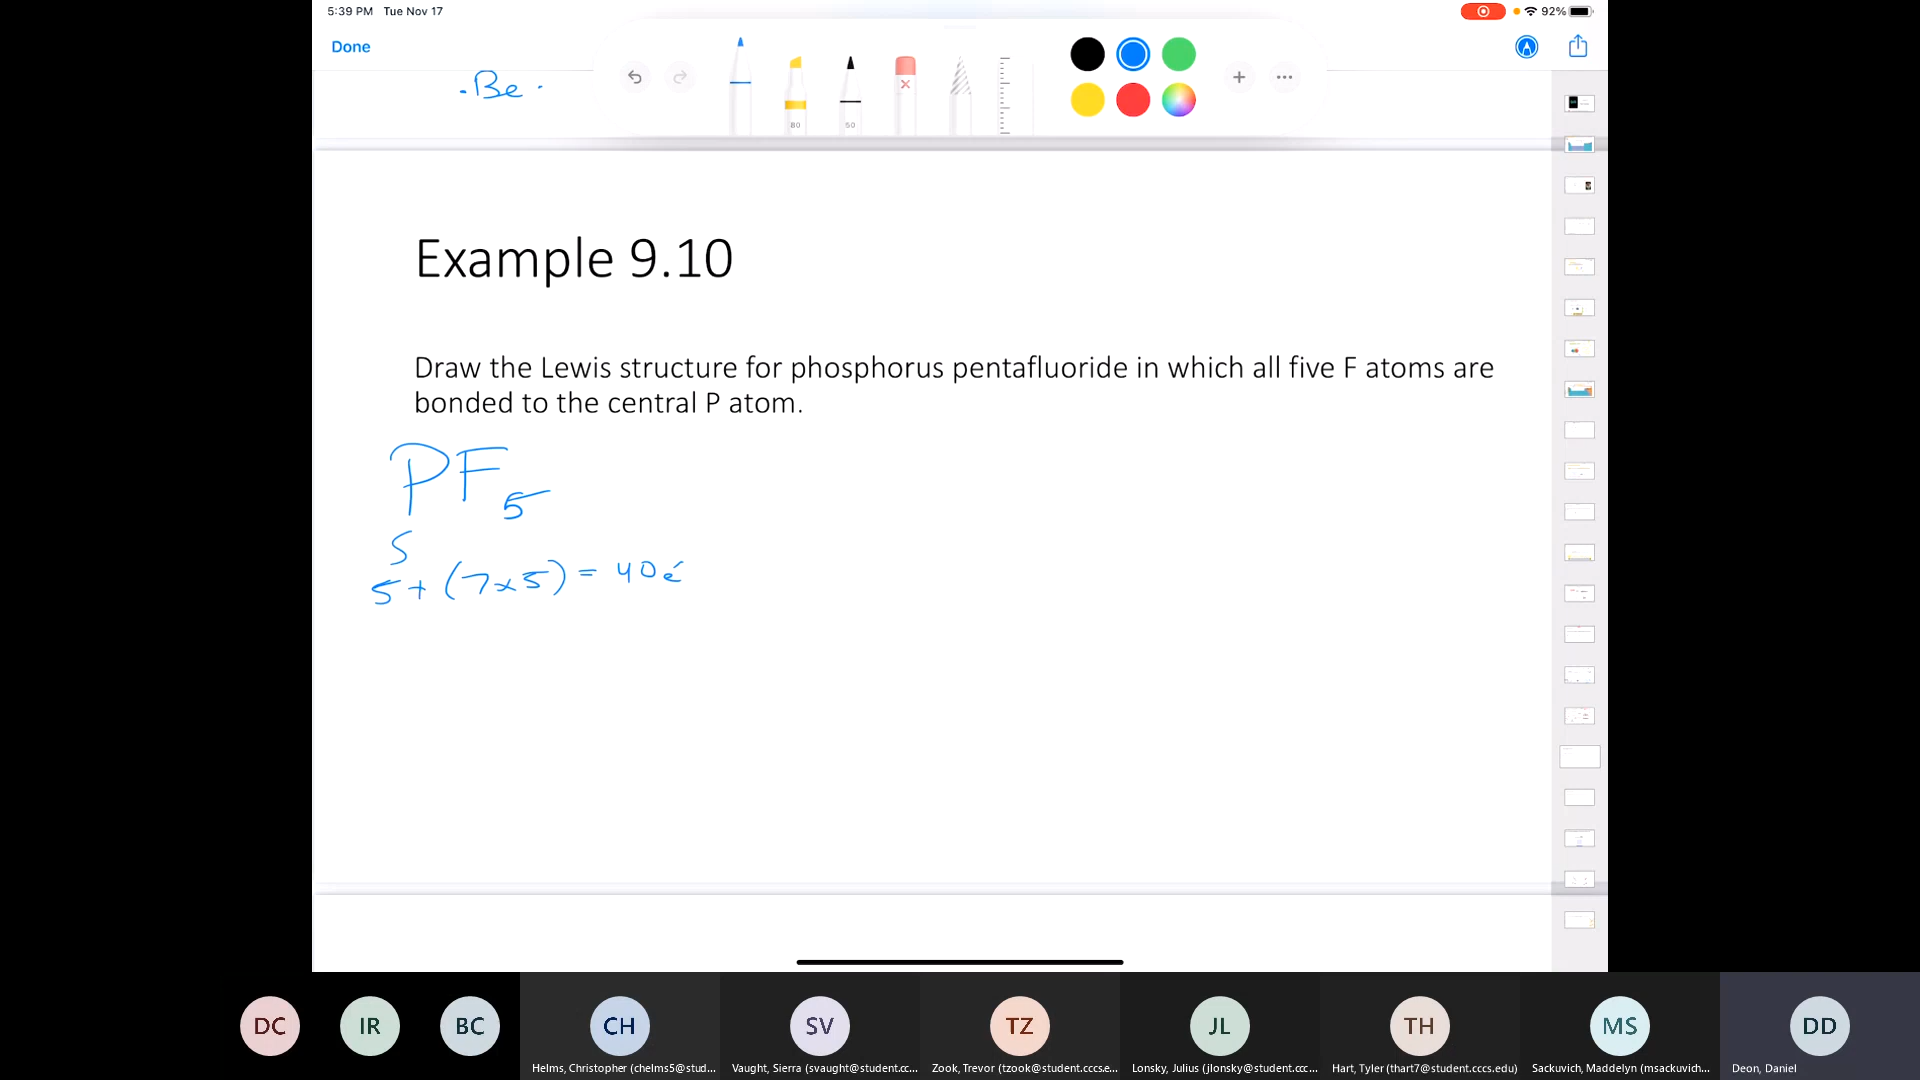 5:39 PM Tue Nov 17
92%
Done
·Be·
80
50
Example 9.10
Draw the Lewis structure for phosphorus pentafluoride in which all five F atoms are
bonded to the central P atom.
PF5
5
5 + (7×5) = 40 e⁻
DC
IR
BC
CH
SV
TZ
JL
TH
MS
DD
Helms, Christopher (chelms5@stud...
Vaught, Sierra (svaught@student.cc...
Zook, Trevor (tzook@student.cccs.e...
Lonsky, Julius (jlonsky@student.ccc...
Hart, Tyler (thart7@student.cccs.edu)
Sackuvich, Maddelyn (msackuvich...
Deon, Daniel